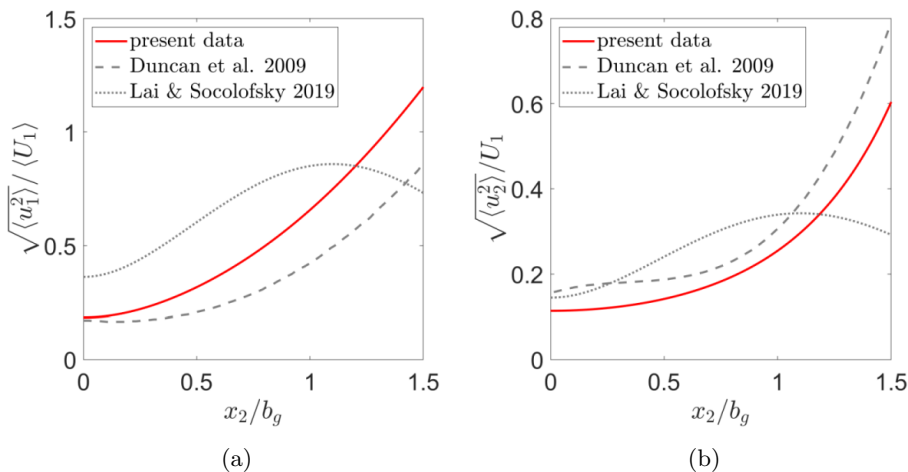 1.5
1
0.5
0
0
0.5
1
1.5
√⟨u₁²⟩/ ⟨U₁⟩
x₂/b_g
present data
Duncan et al. 2009
Lai & Socolofsky 2019
(a)
0.8
0.6
0.4
0.2
0
0
0.5
1
1.5
√⟨u₂²⟩/U₁
x₂/b_g
present data
Duncan et al. 2009
Lai & Socolofsky 2019
(b)